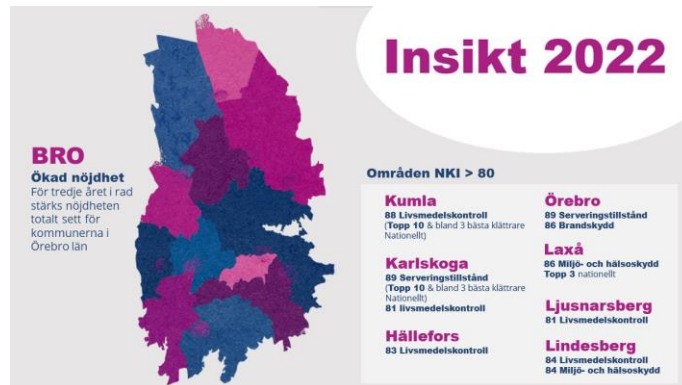 Insikt 2022
BRO
Ökad nöjdhet
För tredje året i rad
stärks nöjdheten
totalt sett för
kommunerna i
Örebro län
Områden NKI > 80
Kumla
88 Livsmedelskontroll
(Topp 10 & bland 3 bästa klättrare
Nationellt)
Karlskoga
89 Serveringstillstånd
(Topp 10 & bland 3 bästa klättrare
Nationellt)
81 livsmedelkontroll
Hällefors
83 Livsmedelskontroll
Örebro
89 Serveringstillstånd
86 Brandskydd
Laxå
86 Miljö- och hälsoskydd
Topp 3 nationellt
Ljusnarsberg
81 Livsmedelkontroll
Lindesberg
84 Livsmedelkontroll
84 Miljö- och hälsoskydd